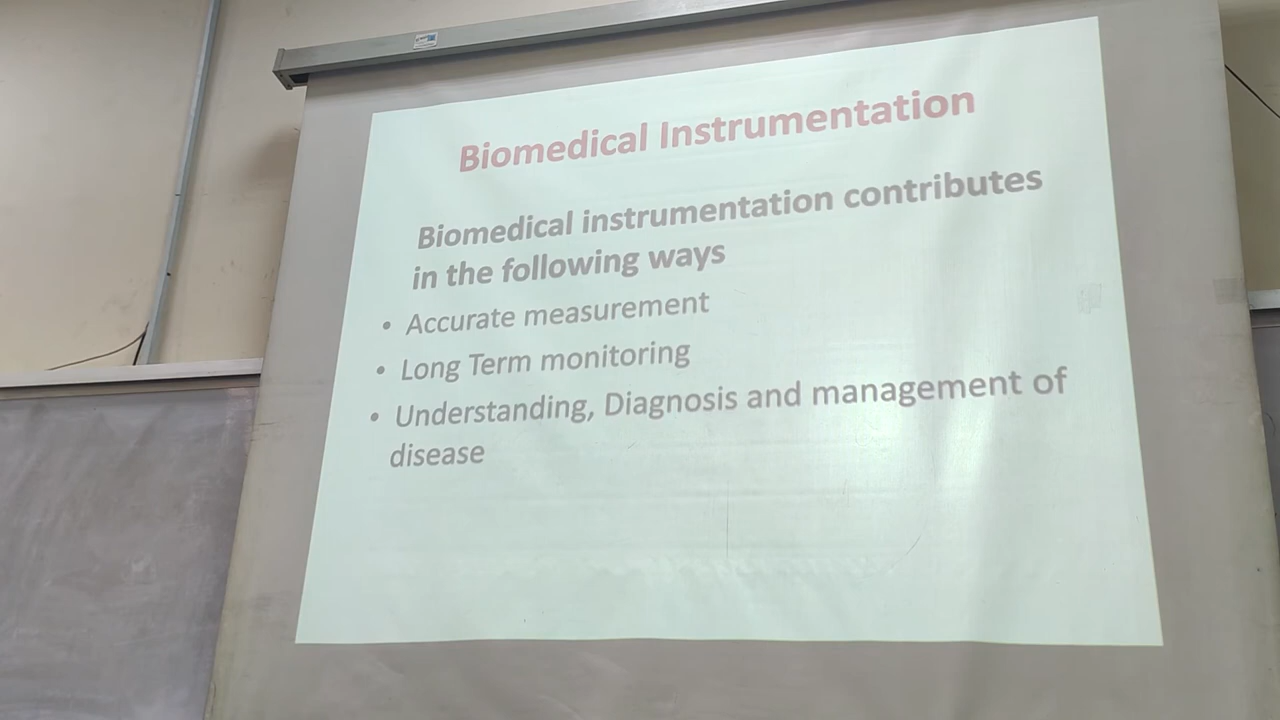 Biomedical Instrumentation
Biomedical instrumentation contributes
in the following ways
• Accurate measurement
• Long Term monitoring
• Understanding, Diagnosis and management of
disease